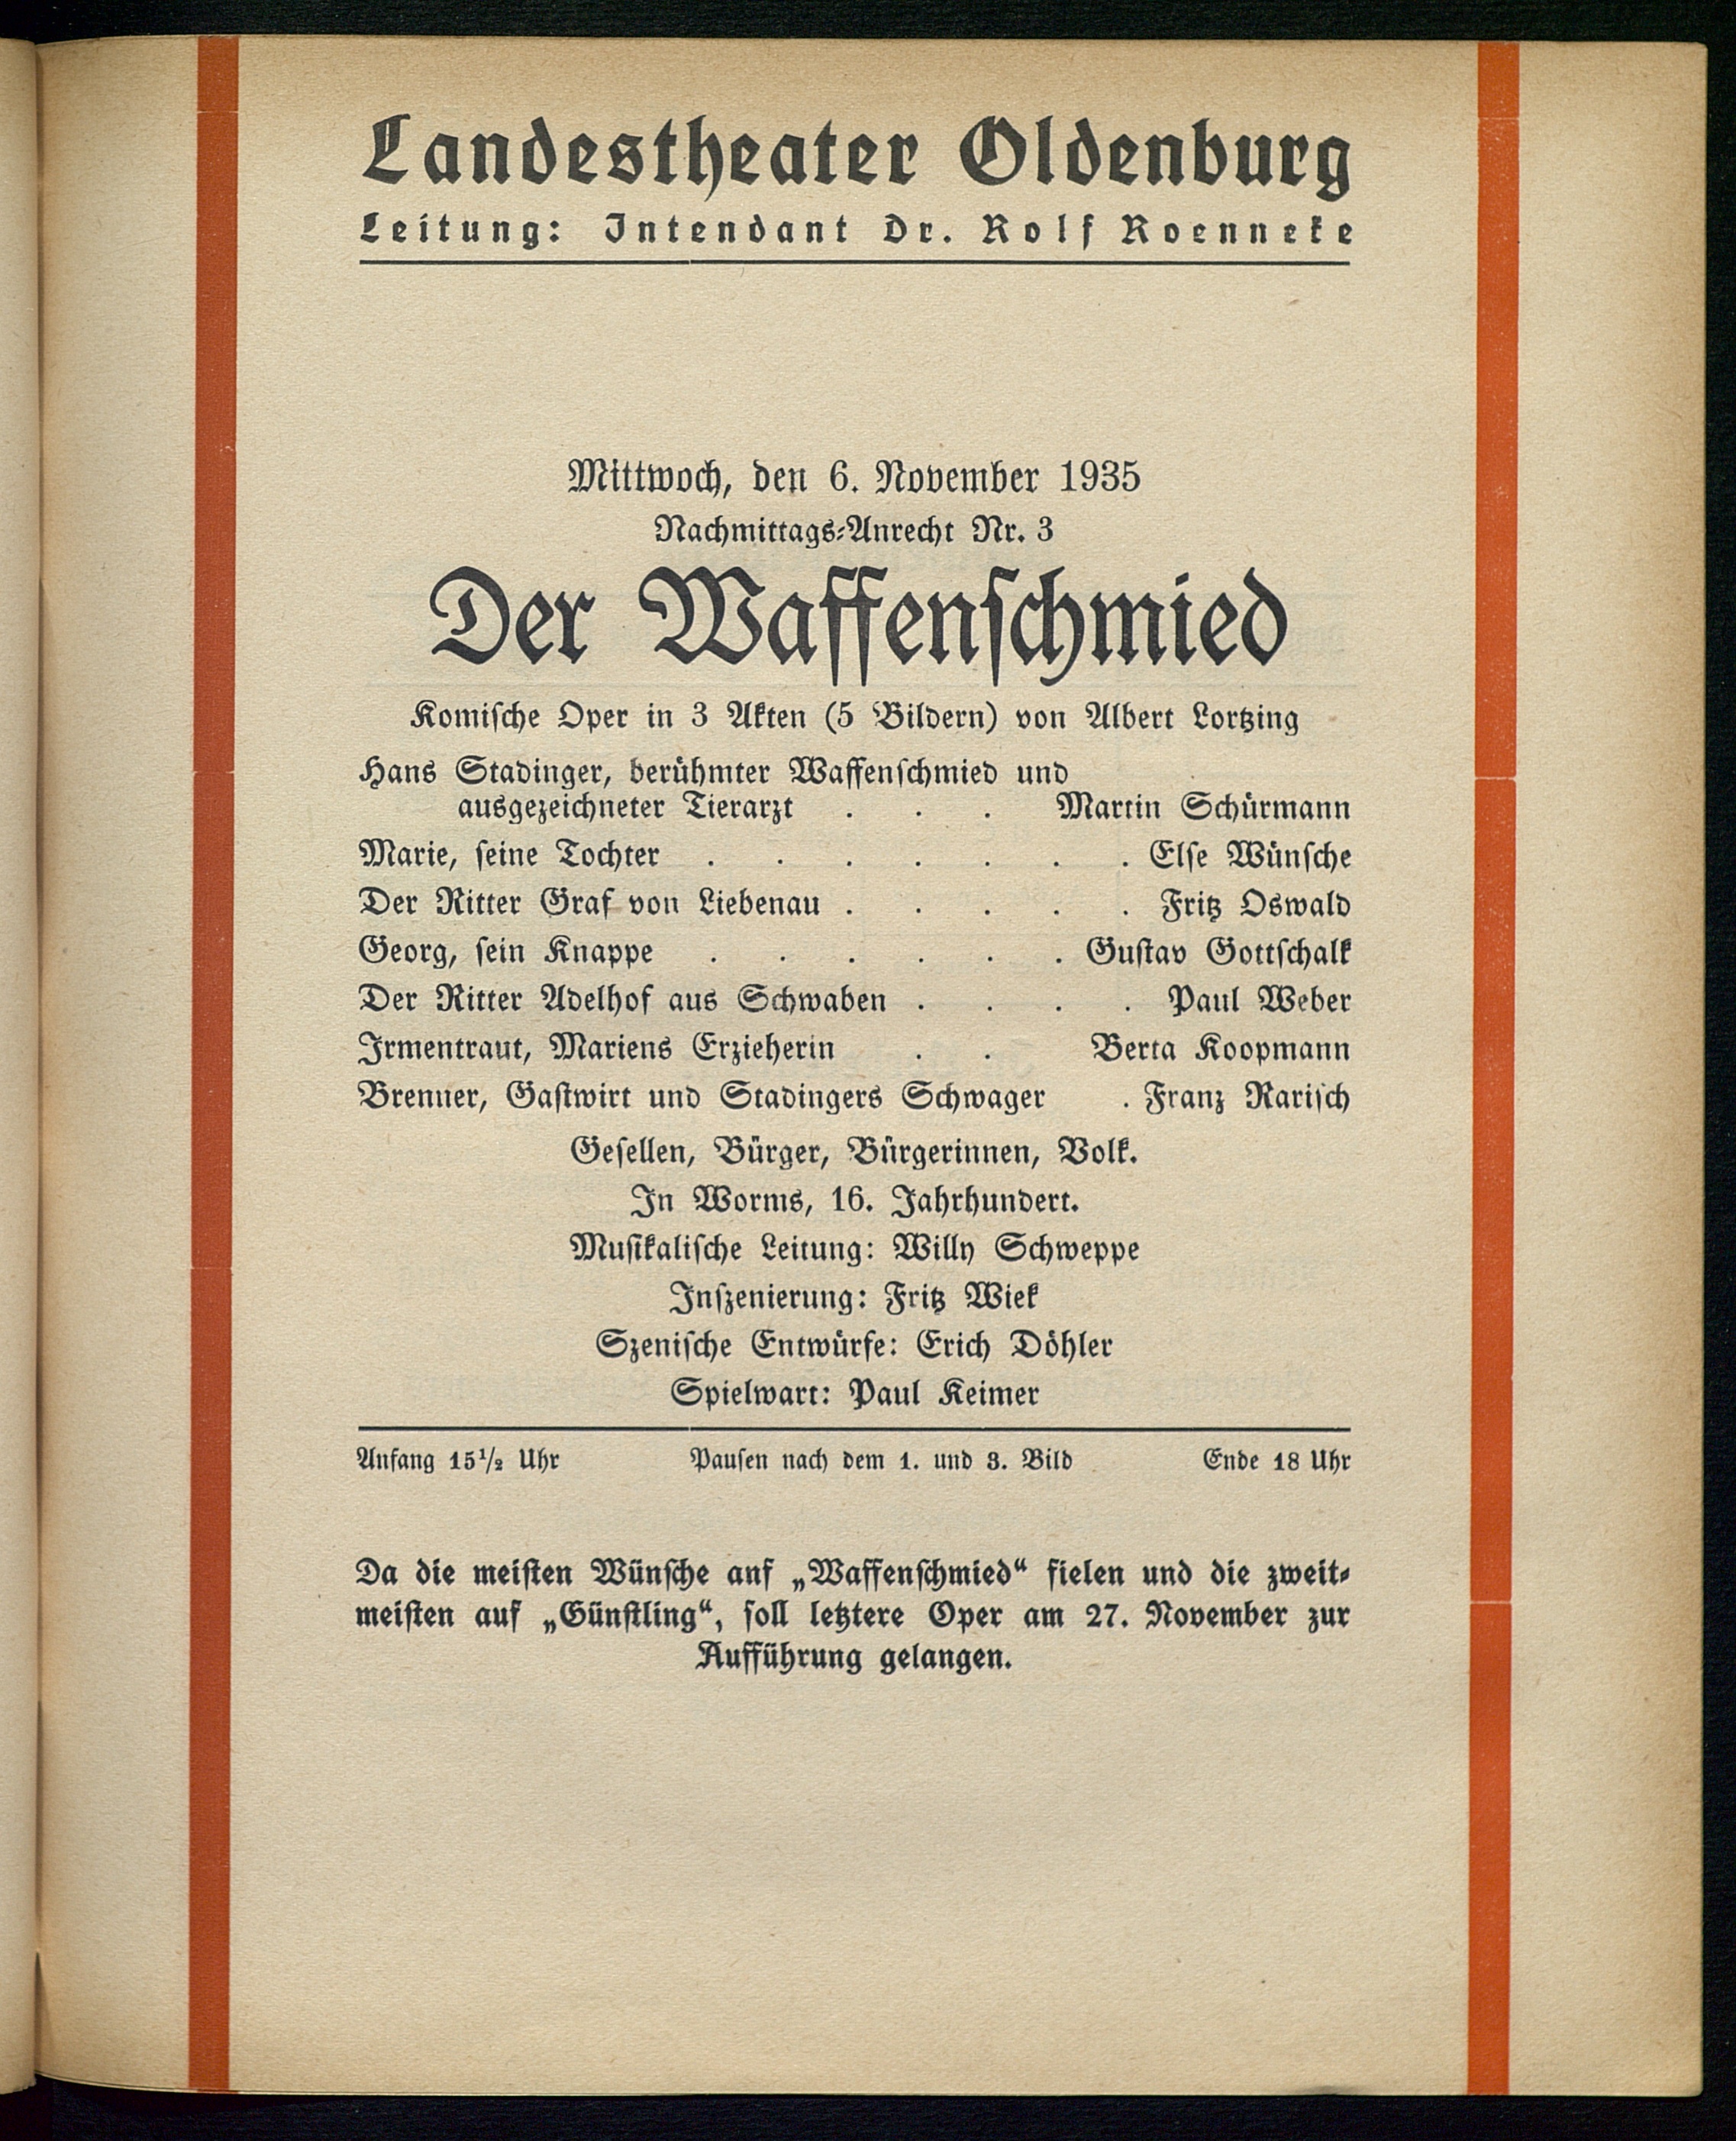 Landestheater Oldenburg
Leitung: Intendant Dr. Rolf Roenneke
Mittwoch, den 6. November 1935
Nachmittags-Anrecht Nr. 3
Der Waffenschmied
Komische Oper in 3 Akten (5 Bildern) von Albert Lortzing
Hans Stadinger, berühmter Waffenschmied und
ausgezeichneter Tierarzt . . . Martin Schürmann
Marie, seine Tochter . . . . . . . Else Wünsche
Der Ritter Graf von Liebenau . . . . . Fritz Oswald
Georg, sein Knappe . . . . . . Gustav Gottschalk
Der Ritter Adelhof aus Schwaben . . . . Paul Weber
Irmentraut, Mariens Erzieherin . . Berta Koopmann
Brenner, Gastwirt und Stadingers Schwager . Franz Rarisch
Gesellen, Bürger, Bürgerinnen, Volk.
In Worms, 16. Jahrhundert.
Musikalische Leitung: Willy Schweppe
Inszenierung: Fritz Wiek
Szenische Entwürfe: Erich Döhler
Spielwart: Paul Keimer
Anfang 15½ Uhr Pausen nach dem 1. und 3. Bild Ende 18 Uhr
Da die meisten Wünsche auf „Waffenschmied“ fielen und die zweit-
meisten auf „Günstling“, soll letztere Oper am 27. November zur
Aufführung gelangen.